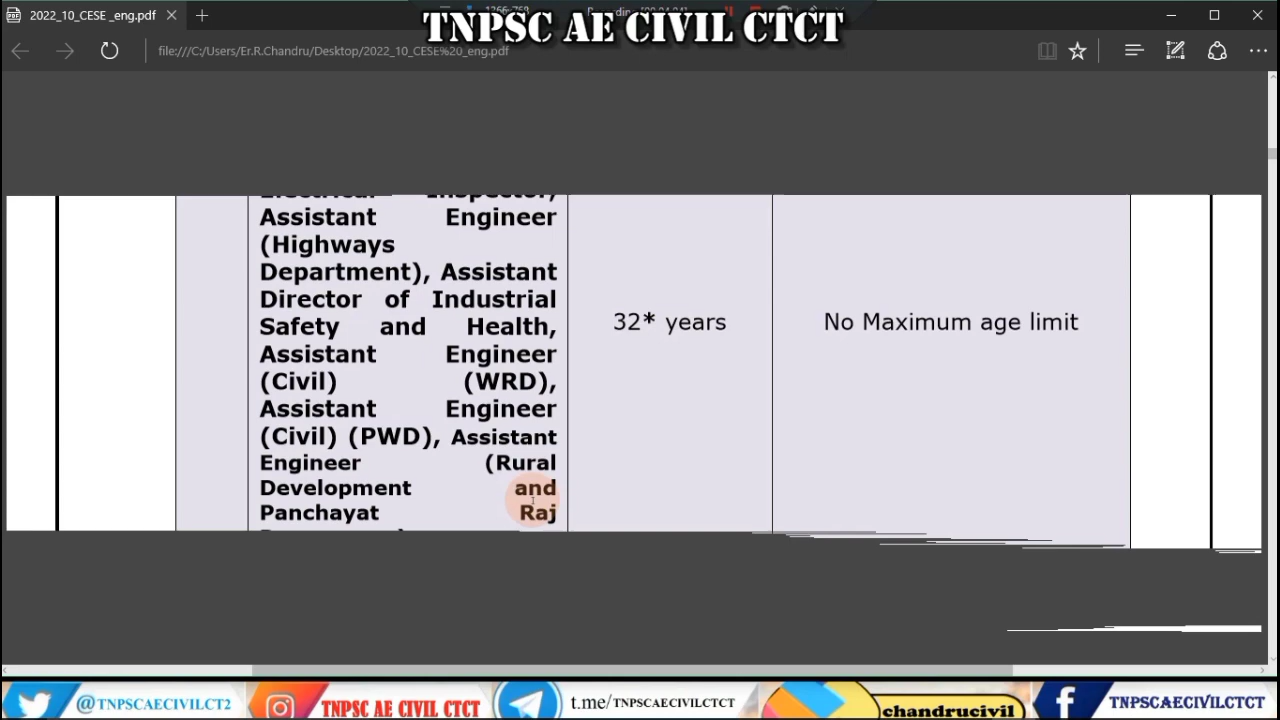 2022_10_CESE _eng.pdf
TNPSC AE CIVIL CTCT
file:///C:/Users/Er.R.Chandru/Desktop/2022_10_CESE%20_eng.pdf
Inspector,
Assistant Engineer
(Highways
Department), Assistant
Director of Industrial
Safety and Health,
Assistant Engineer
(Civil) (WRD),
Assistant Engineer
(Civil) (PWD), Assistant
Engineer (Rural
Development and
Panchayat Raj
32* years
No Maximum age limit
@TNPSCAECIVILCT2
TNPSC AE CIVIL CTCT
t.me/TNPSCAECIVILCTCT
chandrucivil
TNPSCAECIVILCTCT